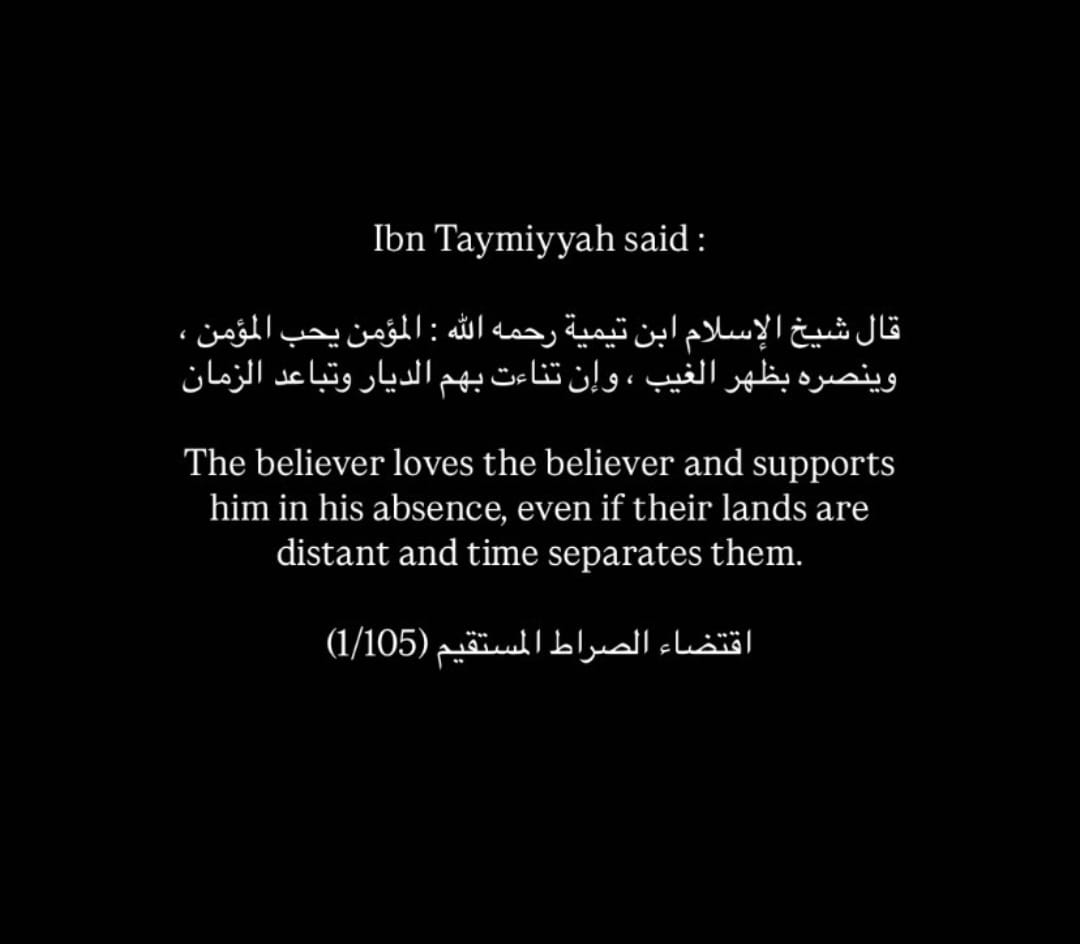 Ibn Taymiyyah said :
قال شيخ الإسلام ابن تيمية رحمه الله : المؤمن يحب المؤمن ،
وينصره بظهر الغيب ، وإن تناءت بهم الديار وتباعد الزمان
The believer loves the believer and supports
him in his absence, even if their lands are
distant and time separates them.
اقتضاء الصراط المستقيم (1/105)